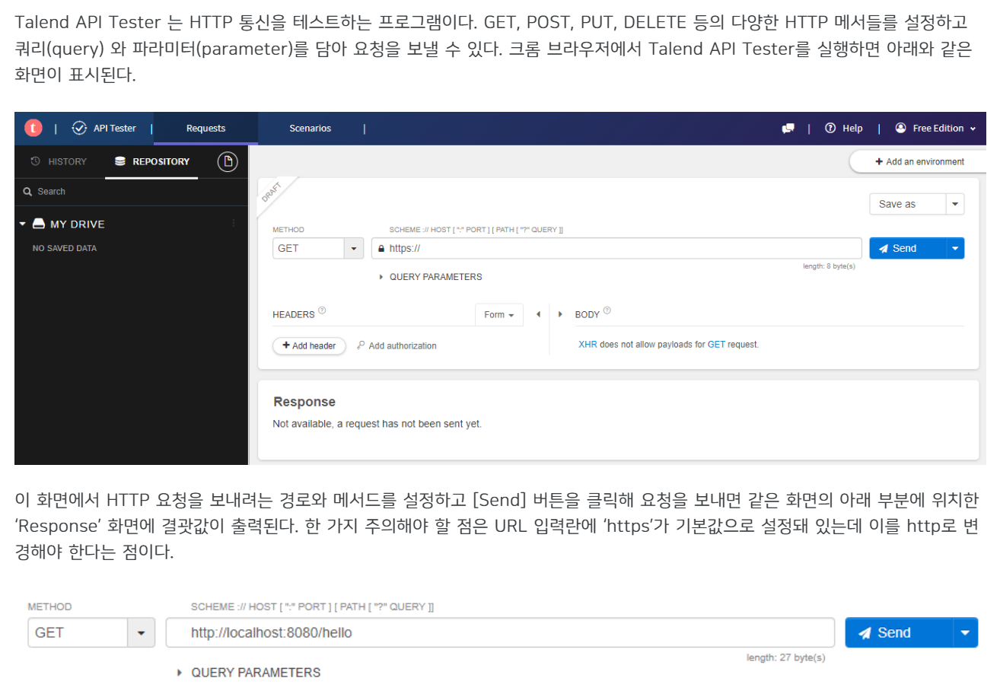 Talend API Tester 는 HTTP 통신을 테스트하는 프로그램이다. GET, POST, PUT, DELETE 등의 다양한 HTTP 메서들를 설정하고
쿼리(query) 와 파라미터(parameter)를 담아 요청을 보낼 수 있다. 크롬 브라우저에서 Talend API Tester를 실행하면 아래와 같은
화면이 표시된다.
t | API Tester | Requests Scenarios | | Help | Free Edition
HISTORY REPOSITORY
+ Add an environment
Search
DRAFT
Save as
MY DRIVE
METHOD SCHEME :// HOST [ ":" PORT ] [ PATH [ "?" QUERY ]]
NO SAVED DATA
GET https:// Send
length: 8 byte(s)
QUERY PARAMETERS
HEADERS ? Form BODY ?
+ Add header Add authorization XHR does not allow payloads for GET request.
Response
Not available, a request has not been sent yet.
이 화면에서 HTTP 요청을 보내려는 경로와 메서드를 설정하고 [Send] 버튼을 클릭해 요청을 보내면 같은 화면의 아래 부분에 위치한
‘Response’ 화면에 결괏값이 출력된다. 한 가지 주의해야 할 점은 URL 입력란에 ‘https’가 기본값으로 설정돼 있는데 이를 http로 변
경해야 한다는 점이다.
METHOD SCHEME :// HOST [ ":" PORT ] [ PATH [ "?" QUERY ]]
GET http://localhost:8080/hello Send
length: 27 byte(s)
QUERY PARAMETERS